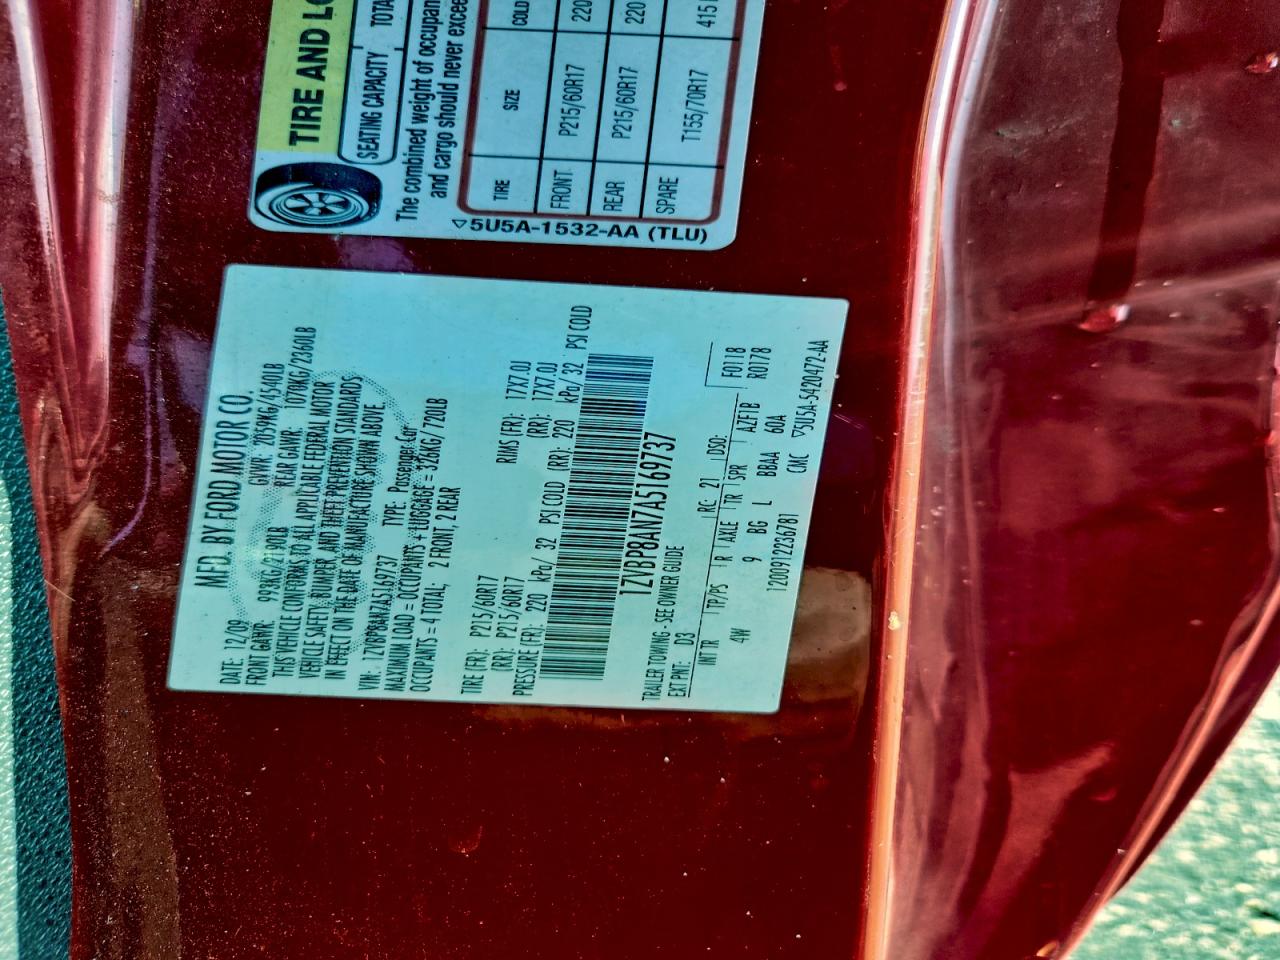 TIRE AND LO
SEATING CAPACITY TOTA
The combined weight of occupan
and cargo should never excee
TIRE SIZE COLD
FRONT P215/60R17 220
REAR P215/60R17 220
SPARE T155/70R17 415
5U5A-1532-AA (TLU)
MFD. BY FORD MOTOR CO.
DATE: 12/09 GVWR: 2059KG/4540LB
FRONT GAWR: 993KG/2190LB REAR GAWR: 1070KG/2360LB
THIS VEHICLE CONFORMS TO ALL APPLICABLE FEDERAL MOTOR
VEHICLE SAFETY, BUMPER, AND THEFT PREVENTION STANDARDS
IN EFFECT ON THE DATE OF MANUFACTURE SHOWN ABOVE.
VIN: 1ZVBP8AN7A5169737 TYPE: Passenger Car
MAXIMUM LOAD = OCCUPANTS + LUGGAGE = 326KG/720LB
OCCUPANTS = 4 TOTAL; 2 FRONT, 2 REAR
TIRE (FR): P215/60R17 RIMS (FR): 17X7.0J
(RR): P215/60R17 (RR): 17X7.0J
PRESSURE (FR): 220 kPa/ 32 PSI COLD (RR): 220 kPa/ 32 PSI COLD
1ZVBP8AN7A5169737
TRAILER TOWING - SEE OWNER GUIDE
EXT PNT: D3 RC: 21 DSO: F0118
INT TR TP/PS R AXLE TR SPR AZF1B R0178
4W 9 BG L BBAA 60A
1200912236781 CMC 5U5A-5420472-AA